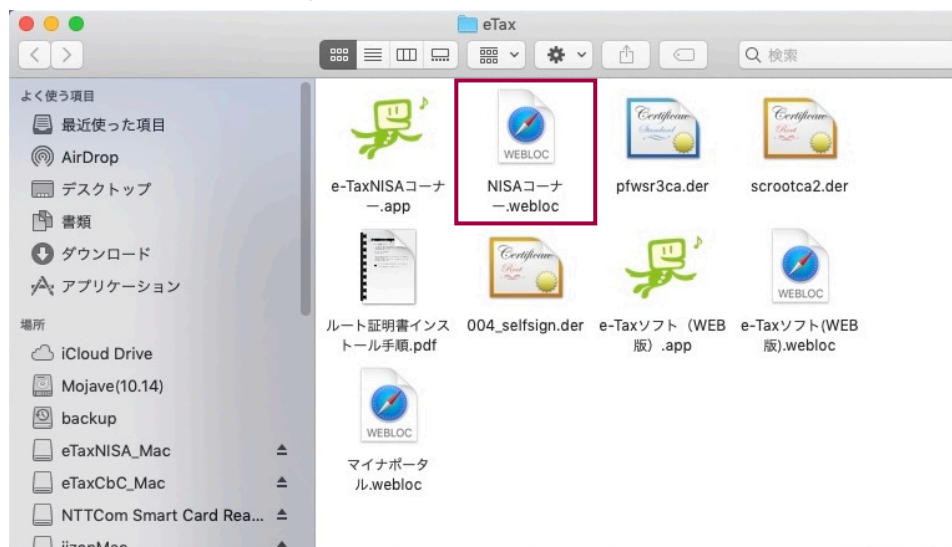 eTax
検索
よく使う項目
最近使った項目
AirDrop
デスクトップ
書類
ダウンロード
アプリケーション
場所
iCloud Drive
Mojave(10.14)
backup
eTaxNISA_Mac
eTaxCbC_Mac
NTTCom Smart Card Rea...
e-TaxNISAコーナ
ー.app
WEBLOC
NISAコーナ
ー.webloc
Certificate
Standard
pfwsr3ca.der
Certificate
Root
scrootca2.der
ルート証明書インス
トール手順.pdf
Certificate
Root
004_selfsign.der
e-Taxソフト（WEB
版）.app
WEBLOC
e-Taxソフト(WEB
版).webloc
WEBLOC
マイナポータ
ル.webloc